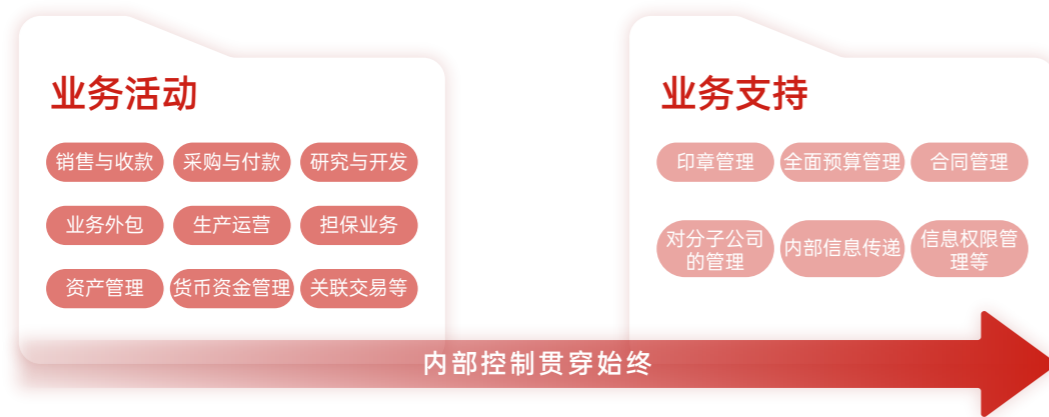 业务活动
销售与收款
采购与付款
研究与开发
业务外包
生产运营
担保业务
资产管理
货币资金管理
关联交易等
业务支持
印章管理
全面预算管理
合同管理
对分子公司
的管理
内部信息传递
信息权限管
理等
内部控制贯穿始终